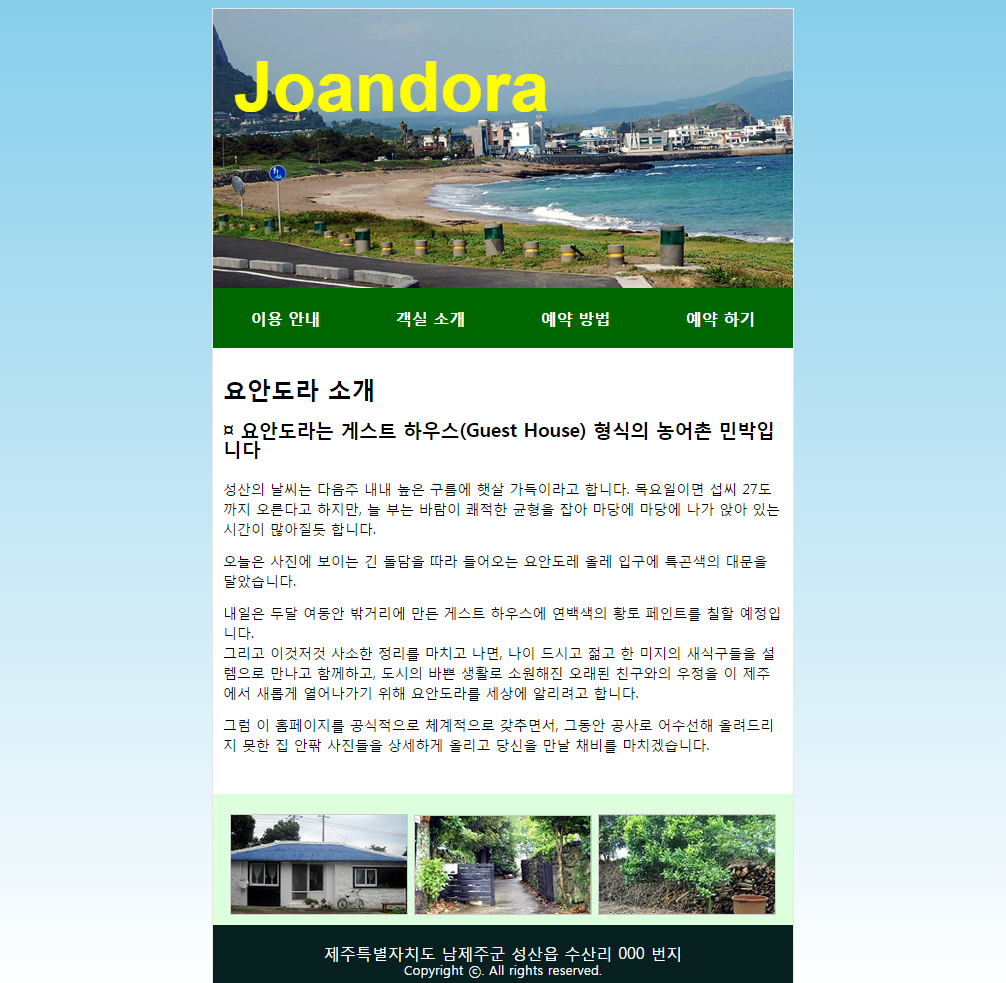 Joandora
이용 안내 객실 소개 예약 방법 예약 하기
요안도라 소개
¤ 요안도라는 게스트 하우스(Guest House) 형식의 농어촌 민박입
니다
성산의 날씨는 다음주 내내 높은 구름에 햇살 가득이라고 합니다. 목요일이면 섭씨 27도
까지 오른다고 하지만, 늘 부는 바람이 쾌적한 균형을 잡아 마당에 마당에 나가 앉아 있는
시간이 많아질듯 합니다.
오늘은 사진에 보이는 긴 돌담을 따라 들어오는 요안도레 올레 입구에 특곤색의 대문을
달았습니다.
내일은 두달 여동안 밖거리에 만든 게스트 하우스에 연백색의 황토 페인트를 칠할 예정입
니다.
그리고 이것저것 사소한 정리를 마치고 나면, 나이 드시고 젊고 한 미지의 새식구들을 설
렘으로 만나고 함께하고, 도시의 바쁜 생활로 소원해진 오래된 친구와의 우정을 이 제주
에서 새롭게 열어나가기 위해 요안도라를 세상에 알리려고 합니다.
그럼 이 홈페이지를 공식적으로 체계적으로 갖추면서, 그동안 공사로 어수선해 올려드리
지 못한 집 안팎 사진들을 상세하게 올리고 당신을 만날 채비를 마치겠습니다.
제주특별자치도 남제주군 성산읍 수산리 000 번지
Copyright ⓒ. All rights reserved.